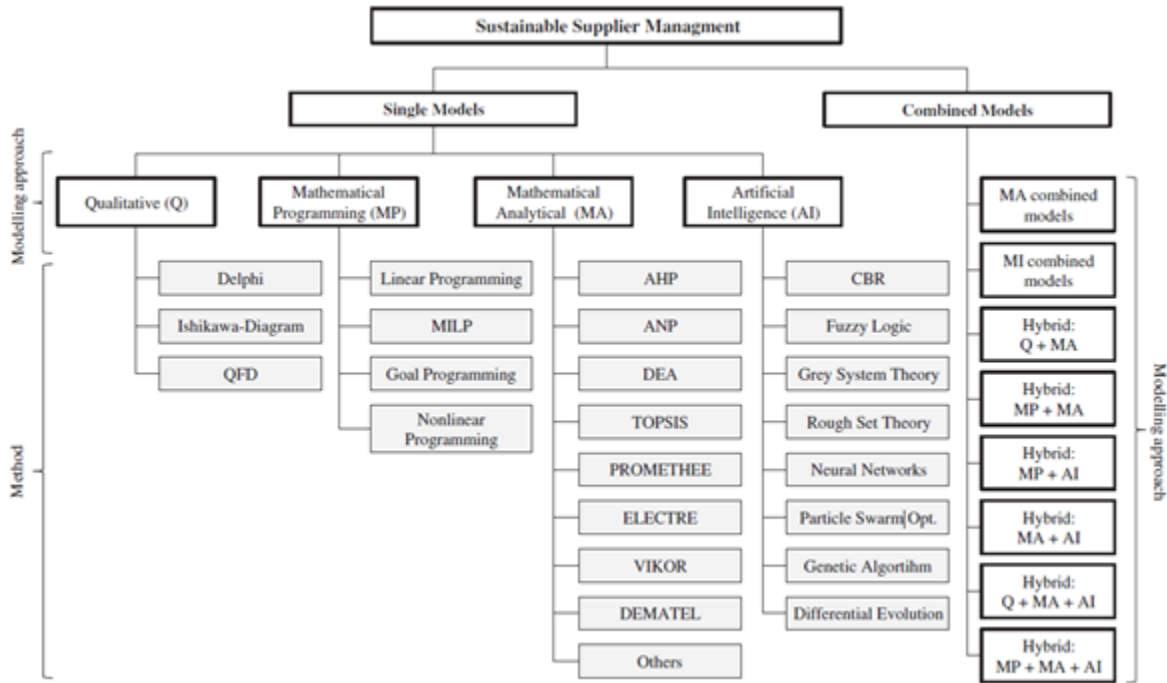 Sustainable Supplier Managment
Single Models
Combined Models
Modelling approach
Qualitative (Q)
Mathematical
Programming (MP)
Mathematical
Analytical (MA)
Artificial
Intelligence (AI)
Method
Delphi
Ishikawa-Diagram
QFD
Linear Programming
MILP
Goal Programming
Nonlinear
Programming
AHP
ANP
DEA
TOPSIS
PROMETHEE
ELECTRE
VIKOR
DEMATEL
Others
CBR
Fuzzy Logic
Grey System Theory
Rough Set Theory
Neural Networks
Particle Swarm Opt.
Genetic Algortihm
Differential Evolution
MA combined
models
MI combined
models
Hybrid:
Q + MA
Hybrid:
MP + MA
Hybrid:
MP + AI
Hybrid:
MA + AI
Hybrid:
Q + MA + AI
Hybrid:
MP + MA + AI
Modelling approach